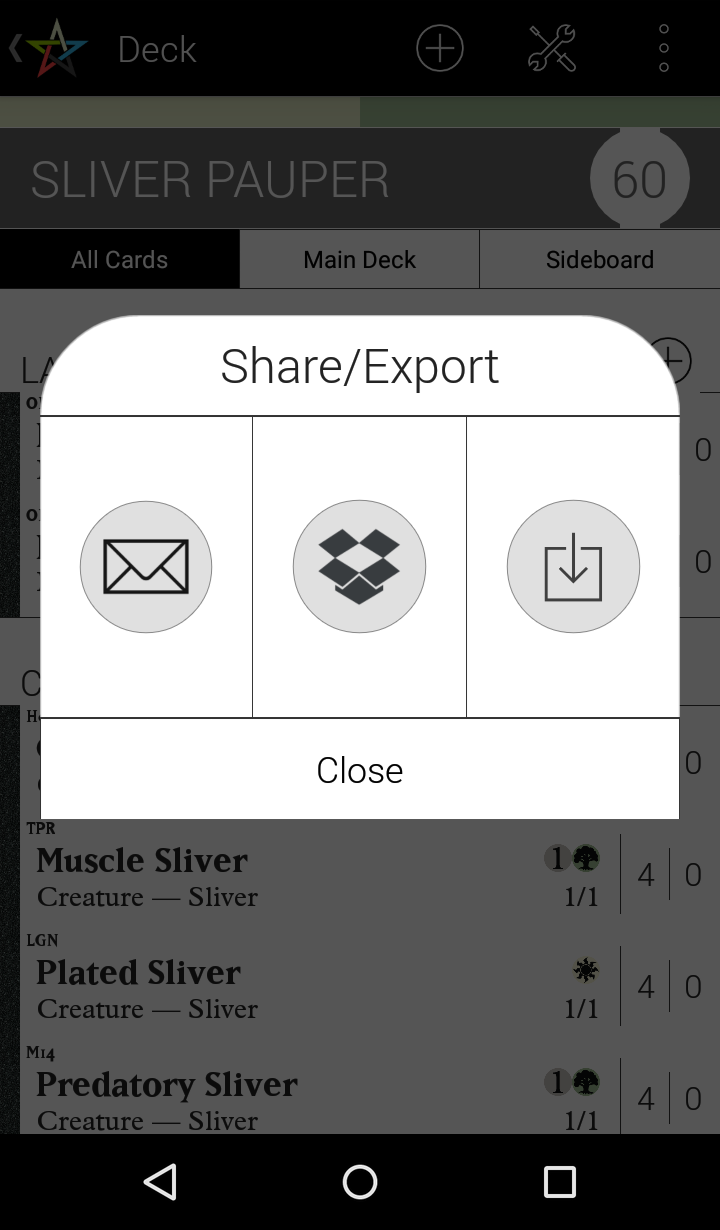 Deck
SLIVER PAUPER
60
All Cards
Main Deck
Sideboard
Share/Export
0
0
0
Close
TPR
Muscle Sliver
1
4
0
Creature — Sliver
1/1
LGN
Plated Sliver
4
0
Creature — Sliver
1/1
M14
Predatory Sliver
1
4
0
Creature — Sliver
1/1